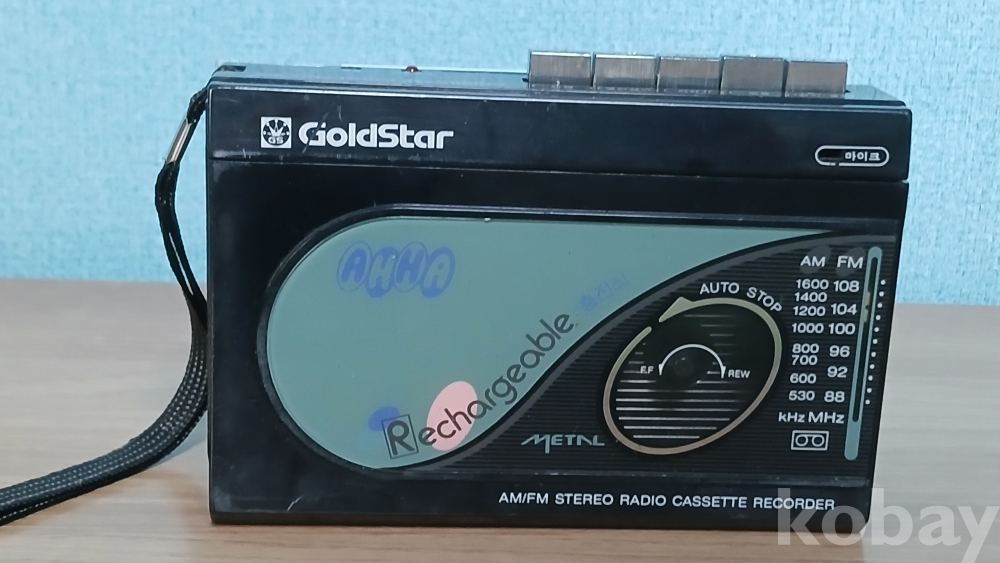 GS GoldStar
마이크
AHHA
Rechargeable
METAL
AUTO STOP
F.F REW
AM FM
1600 108
1400
1200 104
1000 100
800
700 96
600 92
530 88
kHz MHz
AM/FM STEREO RADIO CASSETTE RECORDER
kobay